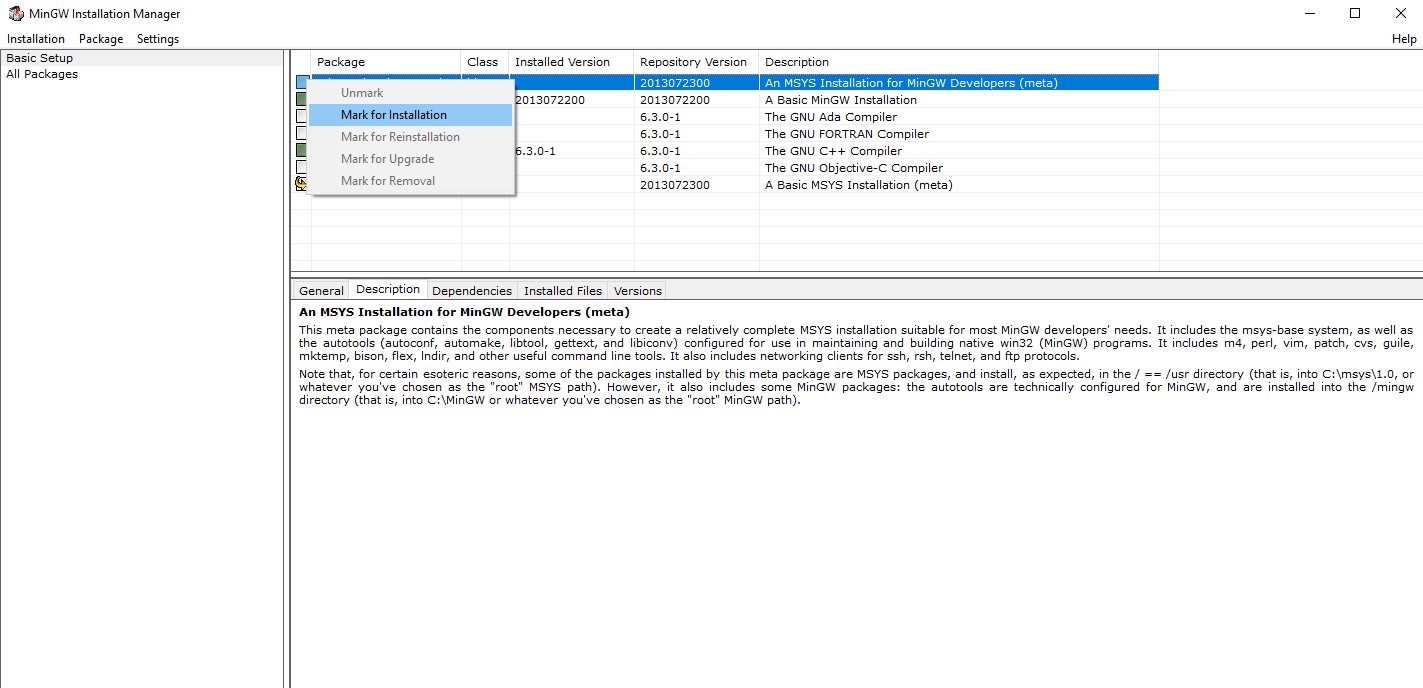 MinGW Installation Manager
Installation Package Settings Help
Basic Setup
All Packages
Package Class Installed Version Repository Version Description
2013072300 An MSYS Installation for MinGW Developers (meta)
2013072200 2013072200 A Basic MinGW Installation
6.3.0-1 The GNU Ada Compiler
6.3.0-1 The GNU FORTRAN Compiler
6.3.0-1 6.3.0-1 The GNU C++ Compiler
6.3.0-1 The GNU Objective-C Compiler
2013072300 A Basic MSYS Installation (meta)
Unmark
Mark for Installation
Mark for Reinstallation
Mark for Upgrade
Mark for Removal
General Description Dependencies Installed Files Versions
An MSYS Installation for MinGW Developers (meta)
This meta package contains the components necessary to create a relatively complete MSYS installation suitable for most MinGW developers' needs. It includes the msys-base system, as well as
the autotools (autoconf, automake, libtool, gettext, and libiconv) configured for use in maintaining and building native win32 (MinGW) programs. It includes m4, perl, vim, patch, cvs, guile,
mktemp, bison, flex, lndir, and other useful command line tools. It also includes networking clients for ssh, rsh, telnet, and ftp protocols.
Note that, for certain esoteric reasons, some of the packages installed by this meta package are MSYS packages, and install, as expected, in the / == /usr directory (that is, into C:\msys\1.0, or
whatever you've chosen as the "root" MSYS path). However, it also includes some MinGW packages: the autotools are technically configured for MinGW, and are installed into the /mingw
directory (that is, into C:\MinGW or whatever you've chosen as the "root" MinGW path).